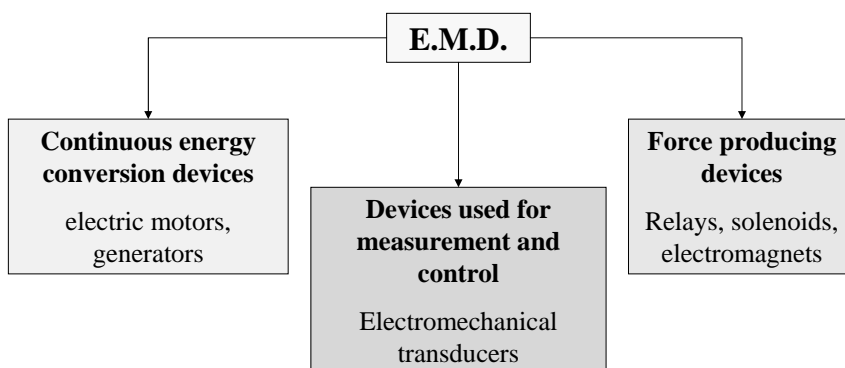 E.M.D.
Continuous energy
conversion devices
electric motors,
generators
Devices used for
measurement and
control
Electromechanical
transducers
Force producing
devices
Relays, solenoids,
electromagnets